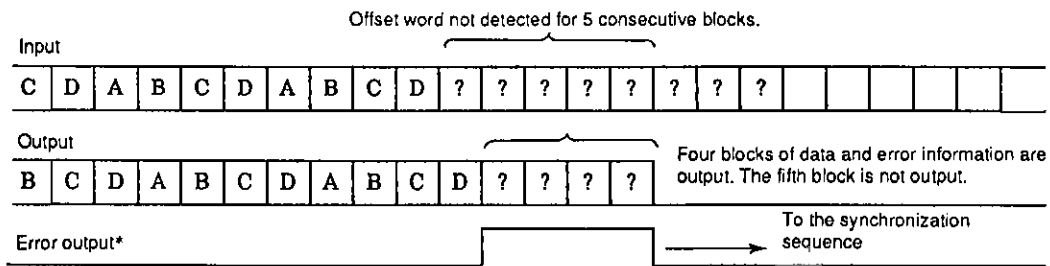 Offset word not detected for 5 consecutive blocks.
Input
C D A B C D A B C D ? ? ? ? ? ? ? ?
Output
B C D A B C D A B C D ? ? ? ?
Four blocks of data and error information are
output. The fifth block is not output.
Error output*
To the synchronization
sequence